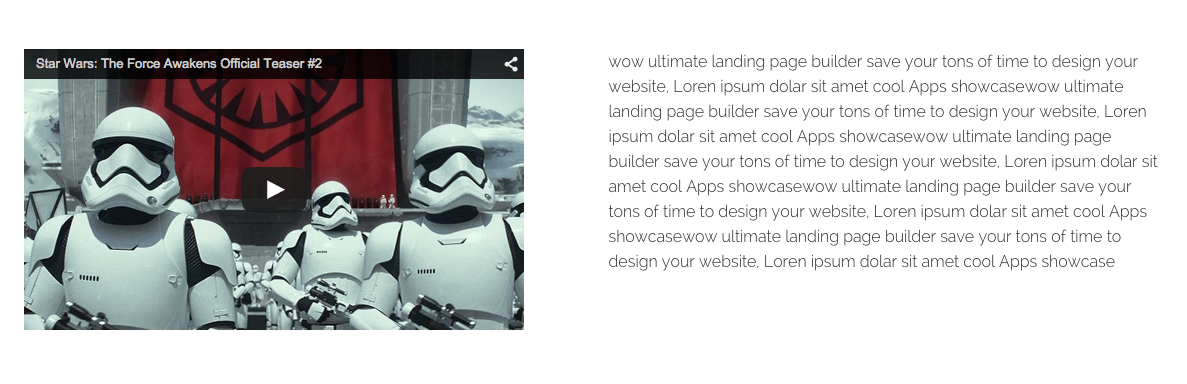 Star Wars: The Force Awakens Official Teaser #2
wow ultimate landing page builder save your tons of time to design your
website, Loren ipsum dolar sit amet cool Apps showcasewow ultimate
landing page builder save your tons of time to design your website, Loren
ipsum dolar sit amet cool Apps showcasewow ultimate landing page
builder save your tons of time to design your website, Loren ipsum dolar sit
amet cool Apps showcasewow ultimate landing page builder save your
tons of time to design your website, Loren ipsum dolar sit amet cool Apps
showcasewow ultimate landing page builder save your tons of time to
design your website, Loren ipsum dolar sit amet cool Apps showcase